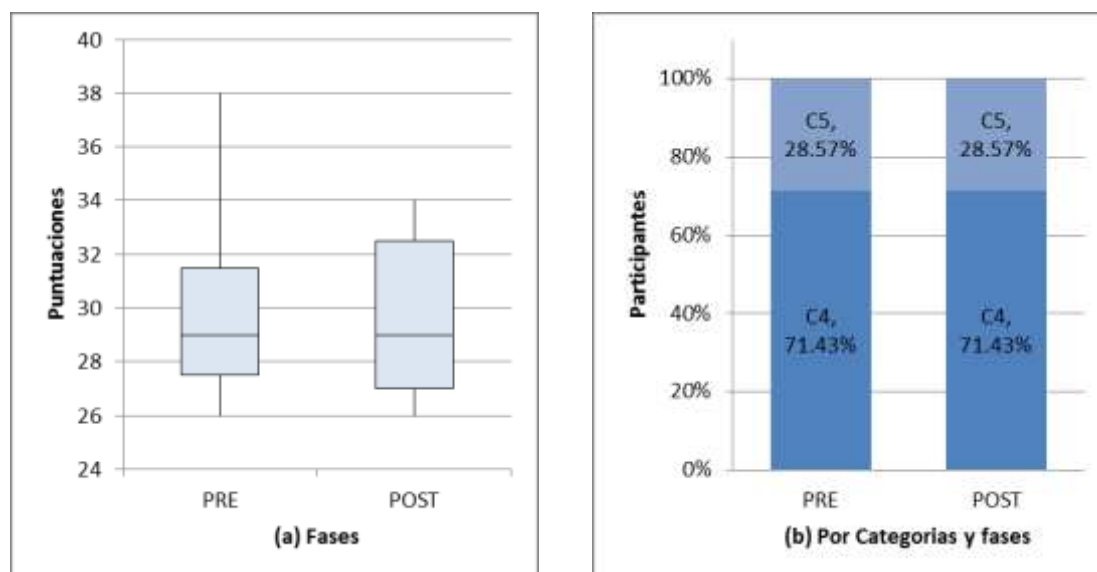 40
38
36
34
32
30
28
26
24
Puntuaciones
PRE
POST
(a) Fases
100%
80%
60%
40%
20%
0%
Participantes
C5,
28.57%
C5,
28.57%
C4,
71.43%
C4,
71.43%
PRE
POST
(b) Por Categorias y fases